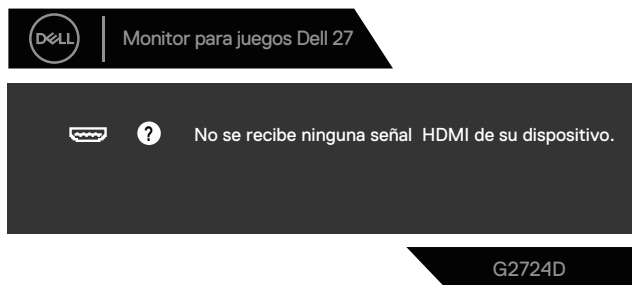 DELL
Monitor para juegos Dell 27
? No se recibe ninguna señal HDMI de su dispositivo.
G2724D